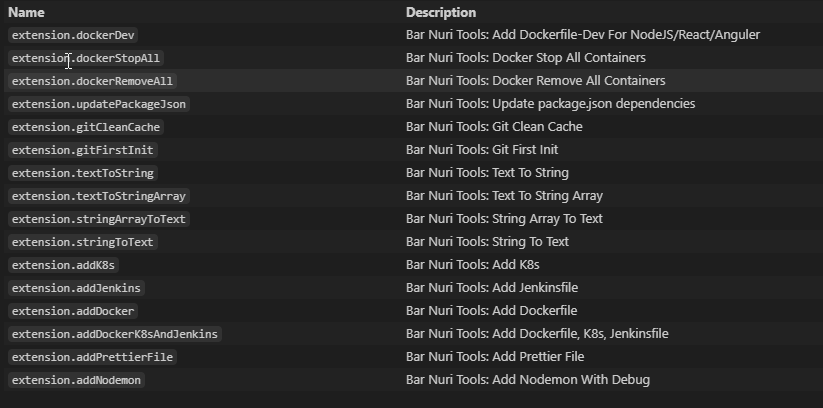 Name Description
extension.dockerDev Bar Nuri Tools: Add Dockerfile-Dev For NodeJS/React/Anguler
extension.dockerStopAll Bar Nuri Tools: Docker Stop All Containers
extension.dockerRemoveAll Bar Nuri Tools: Docker Remove All Containers
extension.updatePackageJson Bar Nuri Tools: Update package.json dependencies
extension.gitCleanCache Bar Nuri Tools: Git Clean Cache
extension.gitFirstInit Bar Nuri Tools: Git First Init
extension.textToString Bar Nuri Tools: Text To String
extension.textToStringArray Bar Nuri Tools: Text To String Array
extension.stringArrayToText Bar Nuri Tools: String Array To Text
extension.stringToText Bar Nuri Tools: String To Text
extension.addK8s Bar Nuri Tools: Add K8s
extension.addJenkins Bar Nuri Tools: Add Jenkinsfile
extension.addDocker Bar Nuri Tools: Add Dockerfile
extension.addDockerK8sAndJenkins Bar Nuri Tools: Add Dockerfile, K8s, Jenkinsfile
extension.addPrettierFile Bar Nuri Tools: Add Prettier File
extension.addNodemon Bar Nuri Tools: Add Nodemon With Debug